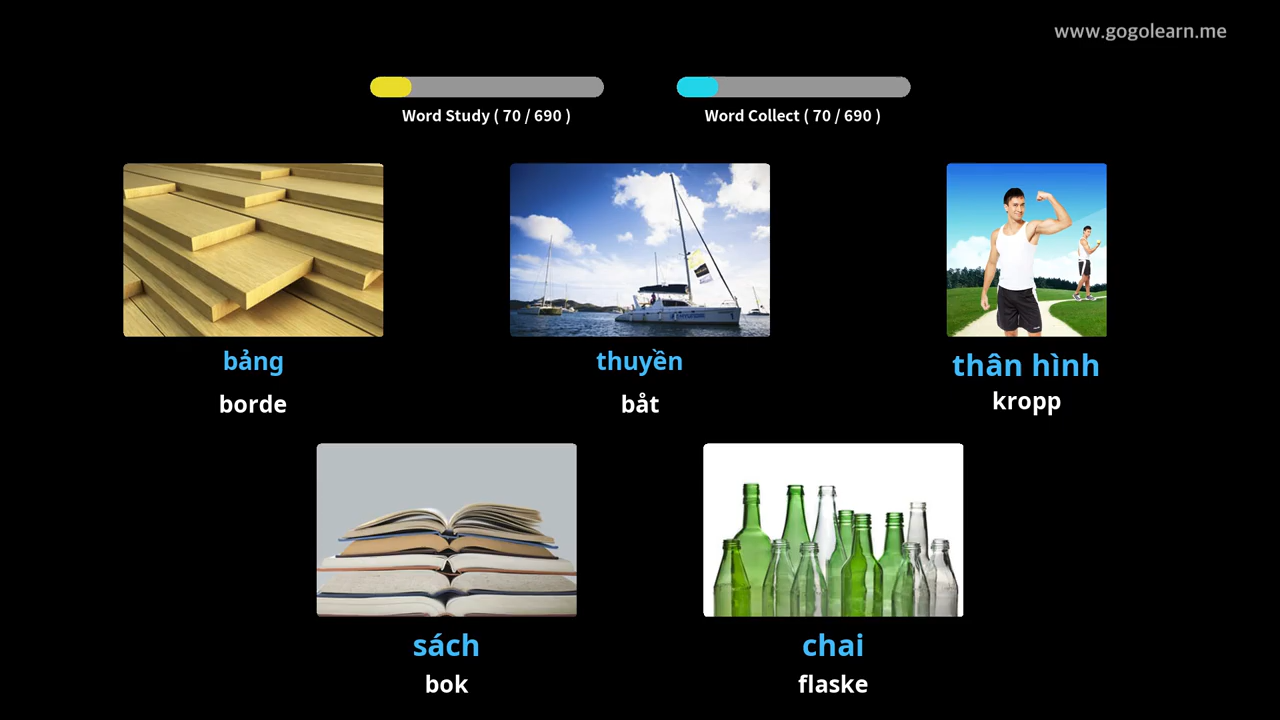 www.gogolearn.me
Word Study ( 70 / 690 )
Word Collect ( 70 / 690 )
bảng
borde
thuyền
båt
thân hình
kropp
sách
bok
chai
flaske